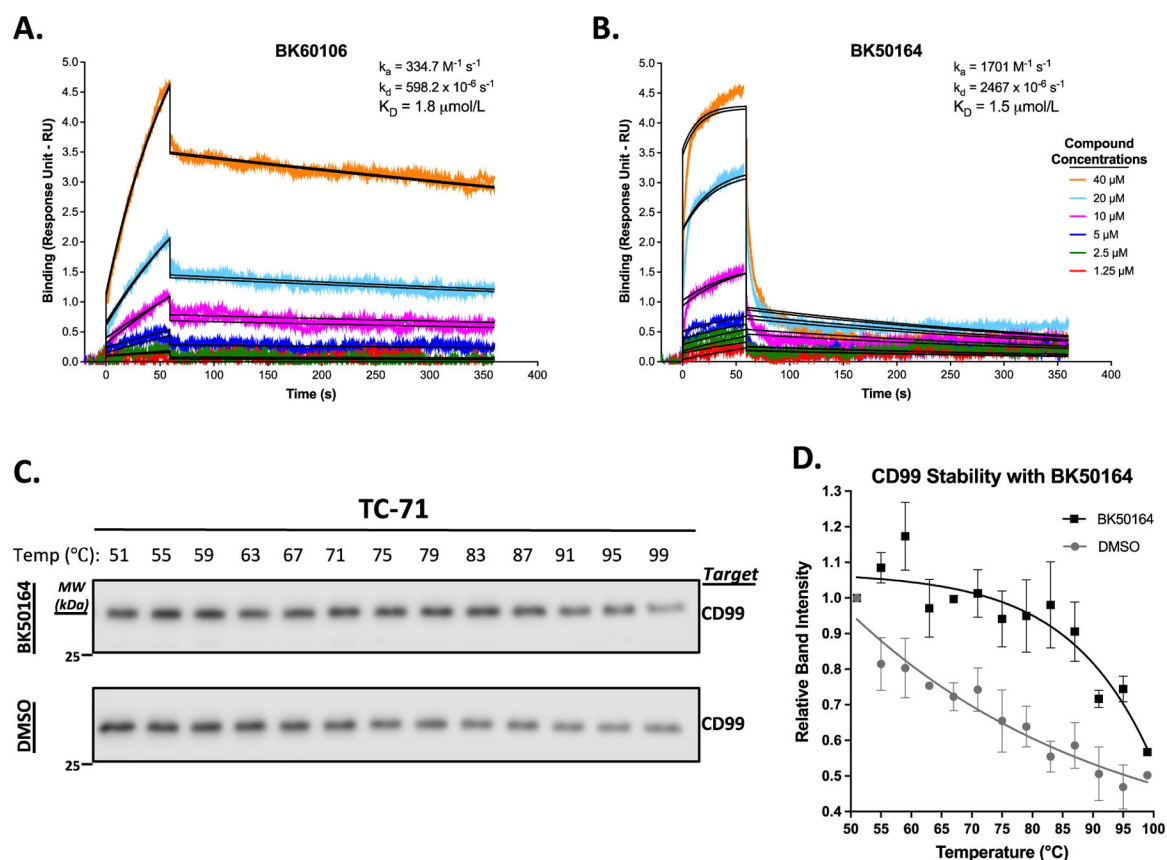 A.
BK60106
kₐ = 334.7 M⁻¹ s⁻¹
k_d = 598.2 x 10⁻⁶ s⁻¹
K_D = 1.8 μmol/L
Binding (Response Unit - RU)
5.0
4.5
4.0
3.5
3.0
2.5
2.0
1.5
1.0
0.5
0.0
0 50 100 150 200 250 300 350 400
Time (s)
B.
BK50164
kₐ = 1701 M⁻¹ s⁻¹
k_d = 2467 x 10⁻⁶ s⁻¹
K_D = 1.5 μmol/L
Binding (Response Unit - RU)
5.0
4.5
4.0
3.5
3.0
2.5
2.0
1.5
1.0
0.5
0.0
0 50 100 150 200 250 300 350 400
Time (s)
Compound
Concentrations
40 μM
20 μM
10 μM
5 μM
2.5 μM
1.25 μM
C.
TC-71
Temp (°C): 51 55 59 63 67 71 75 79 83 87 91 95 99
BK50164
MW
(kDa)
Target
CD99
25
DMSO
CD99
25
D.
CD99 Stability with BK50164
BK50164
DMSO
Relative Band Intensity
1.3
1.2
1.1
1.0
0.9
0.8
0.7
0.6
0.5
0.4
50 55 60 65 70 75 80 85 90 95 100
Temperature (°C)